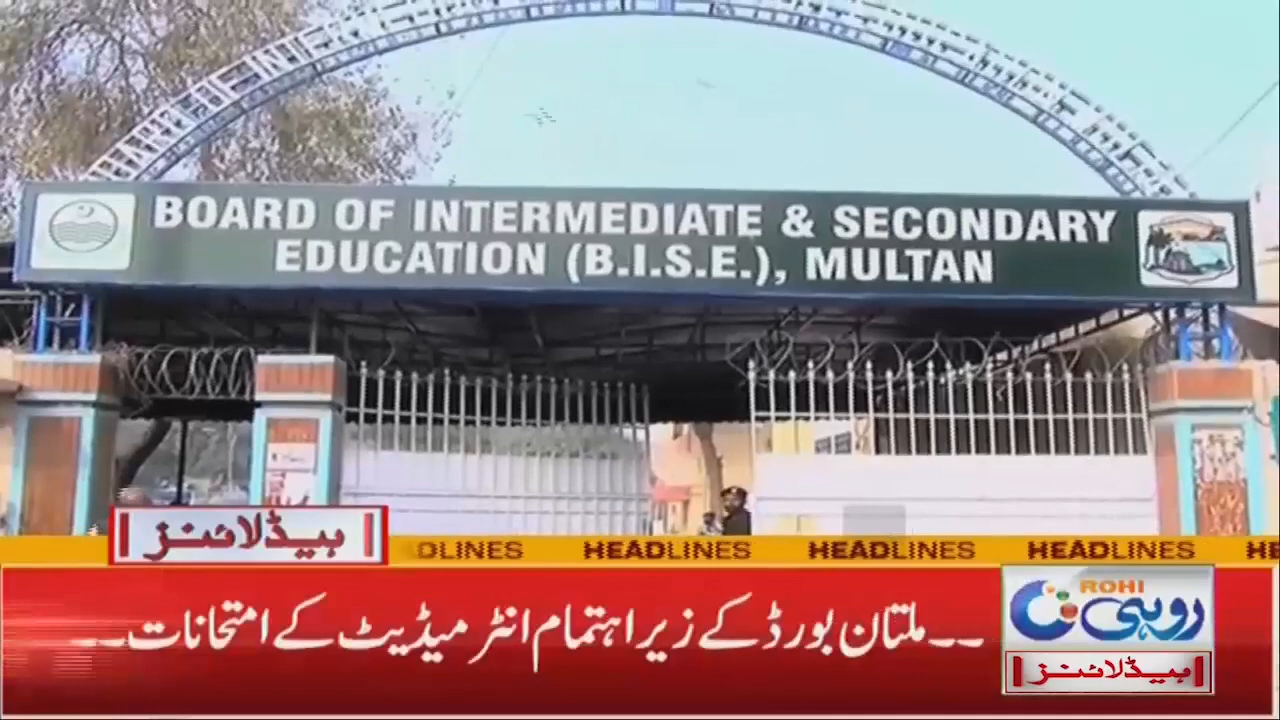 BOARD OF INTERMEDIATE & SECONDARY
EDUCATION (B.I.S.E.), MULTAN
ہیڈلائنز
DLINES HEADLINES HEADLINES HEADLINES HE
۔۔ملتان بورڈ کے زیر اہتمام انٹرمیڈیٹ کے امتحانات۔۔
ROHI
روہی
ہیڈلائنز